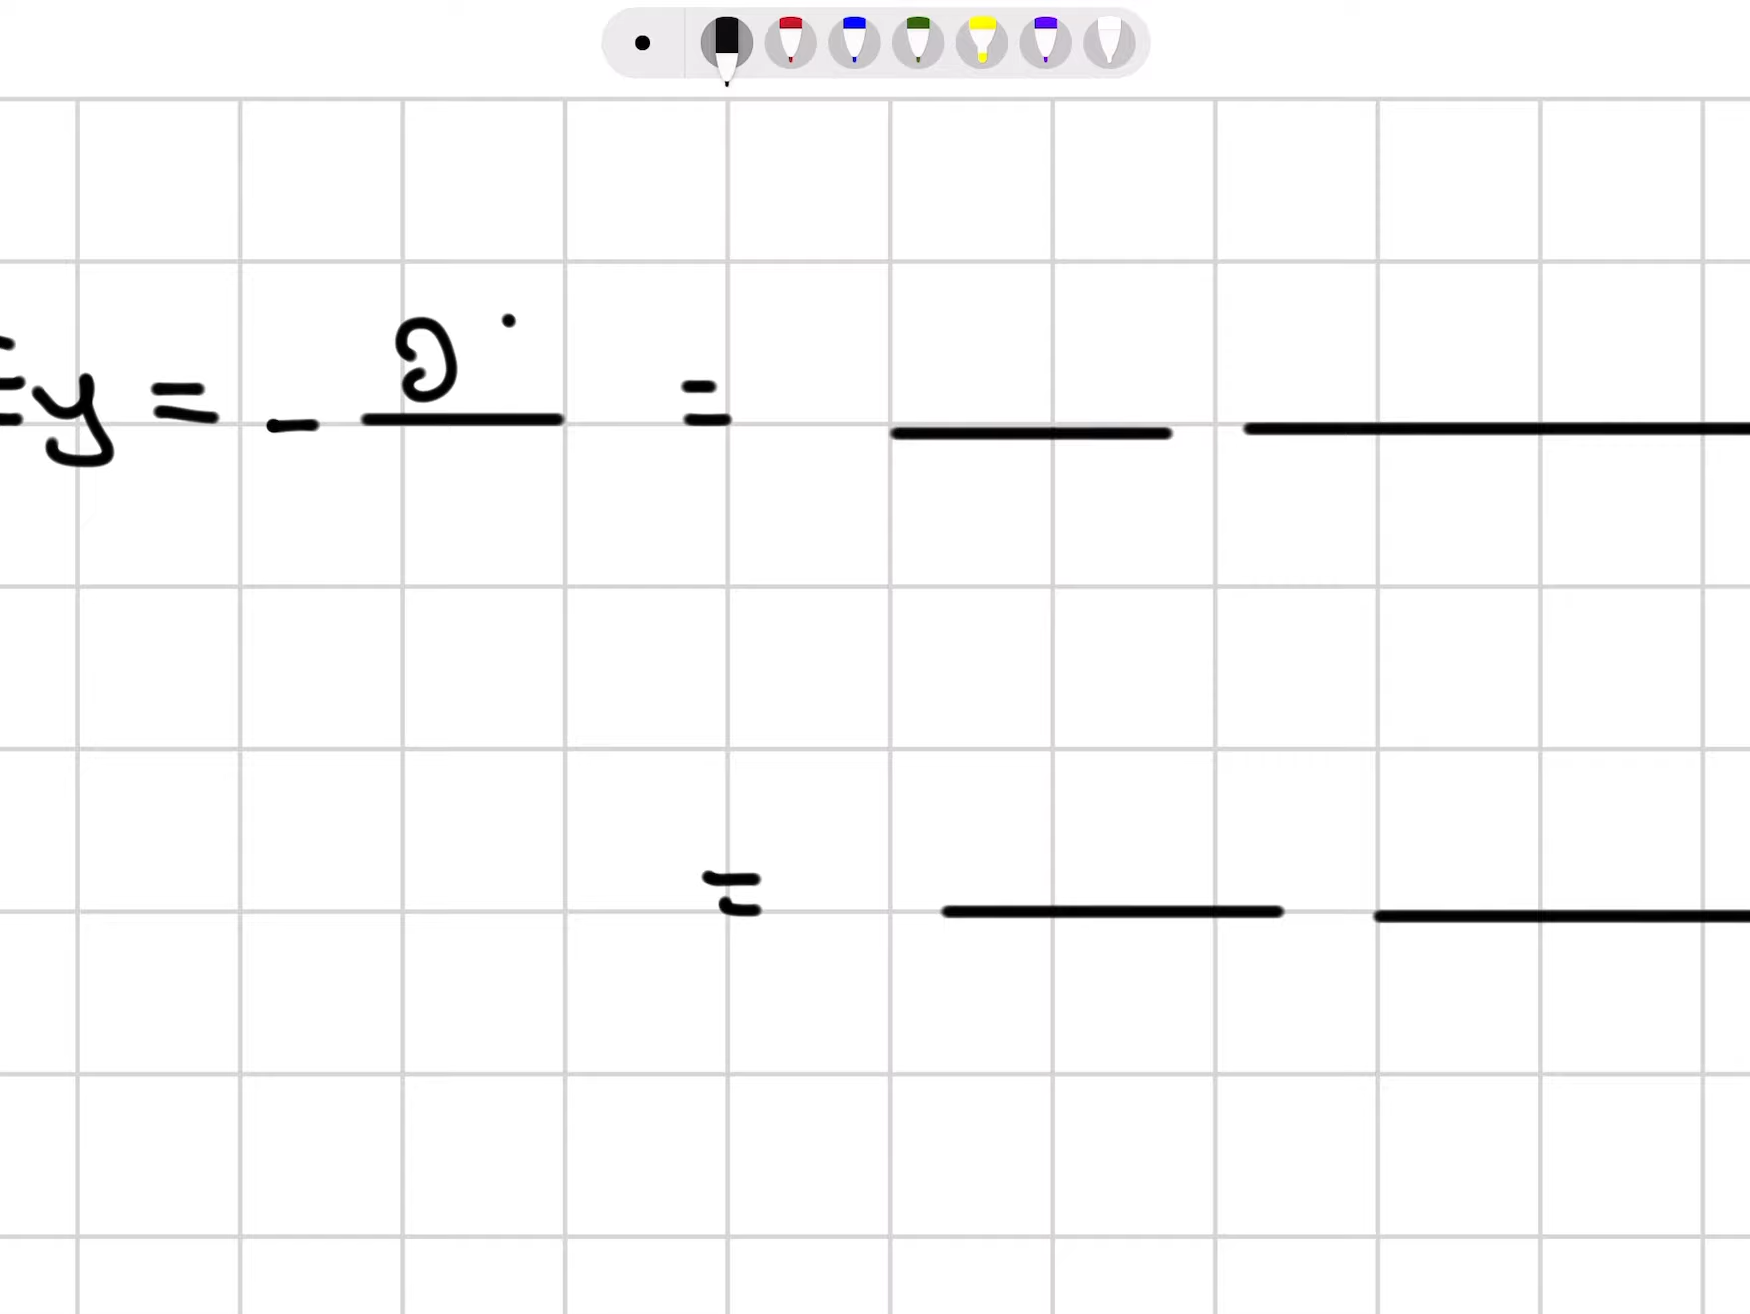 Ey = - ∂ =
=